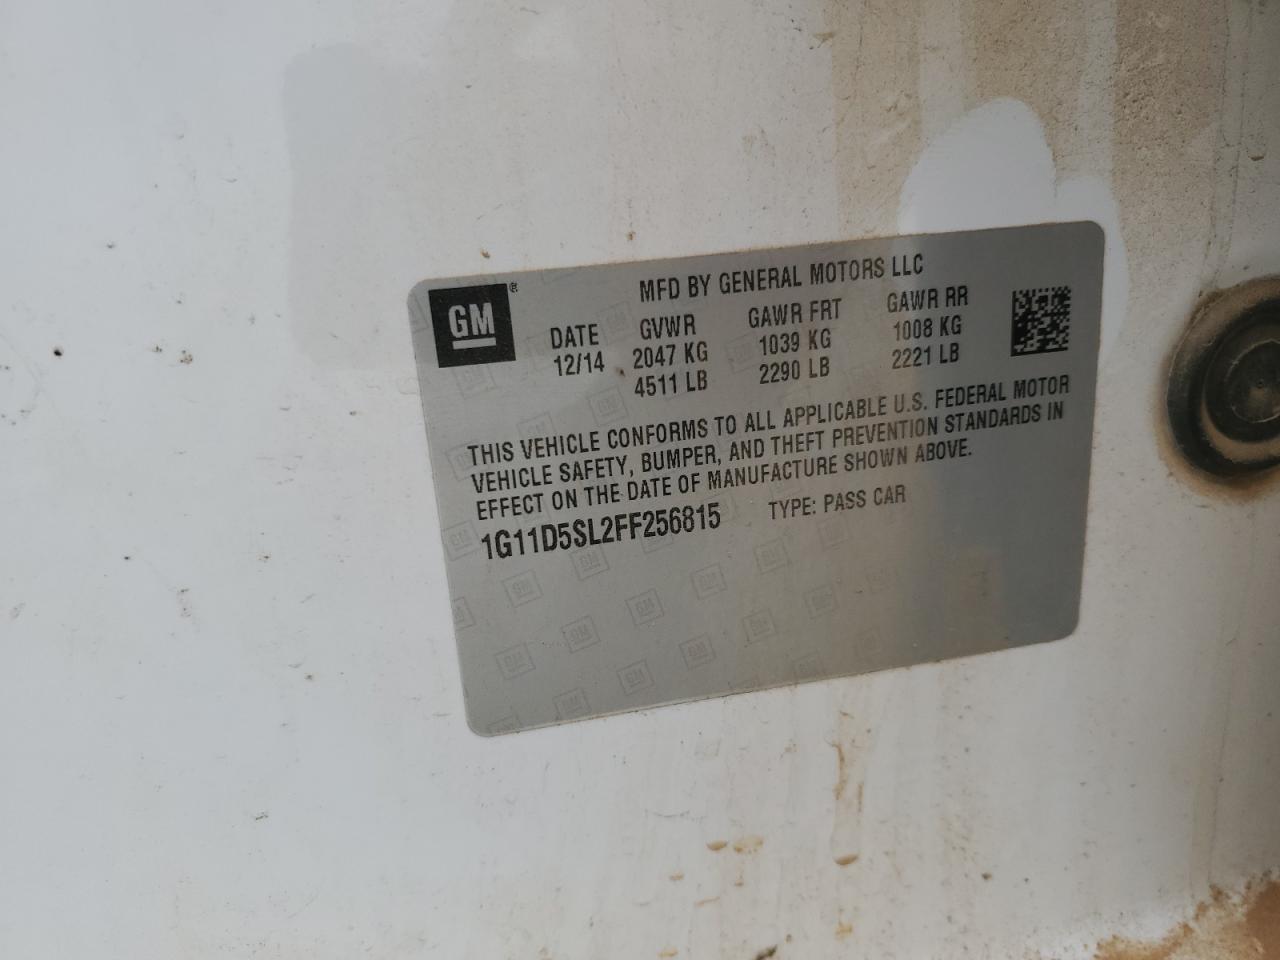 GM®
MFD BY GENERAL MOTORS LLC
DATE GVWR GAWR FRT GAWR RR
12/14 2047 KG 1039 KG 1008 KG
4511 LB 2290 LB 2221 LB
THIS VEHICLE CONFORMS TO ALL APPLICABLE U.S. FEDERAL MOTOR
VEHICLE SAFETY, BUMPER, AND THEFT PREVENTION STANDARDS IN
EFFECT ON THE DATE OF MANUFACTURE SHOWN ABOVE.
1G11D5SL2FF256815 TYPE: PASS CAR